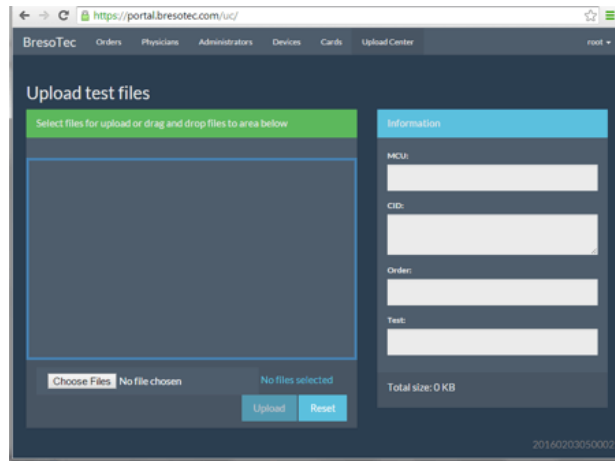 https://portal.bresotec.com/uc/
BresoTec Orders Physicians Administrators Devices Cards Upload Center root
Upload test files
Select files for upload or drag and drop files to area below
Information
MCU:
CID:
Order:
Test:
Choose Files No file chosen No files selected
Total size: 0 KB
Upload Reset
20160203050002